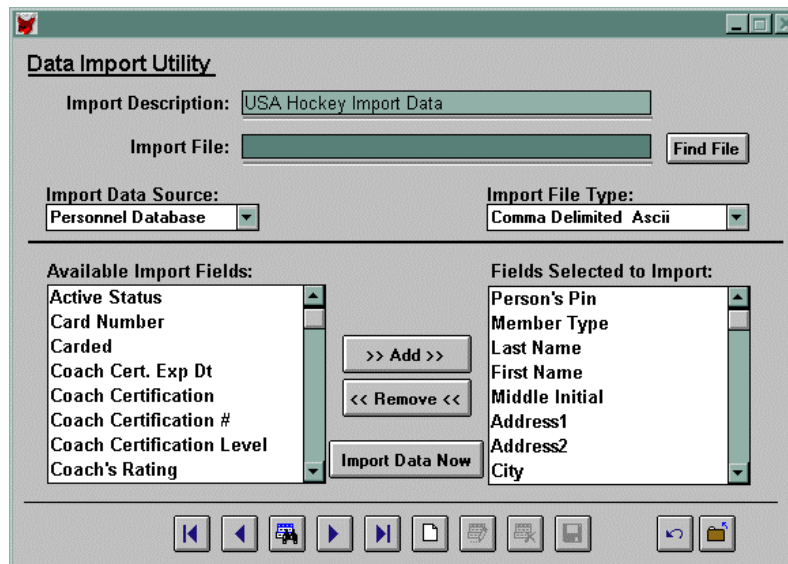 Data Import Utility
Import Description: USA Hockey Import Data
Import File: Find File
Import Data Source: Import File Type:
Personnel Database Comma Delimited Ascii
Available Import Fields: Fields Selected to Import:
Active Status Person's Pin
Card Number Member Type
Carded Last Name
Coach Cert. Exp Dt >> Add >> First Name
Coach Certification << Remove << Middle Initial
Coach Certification # Address1
Coach Certification Level Import Data Now Address2
Coach's Rating City